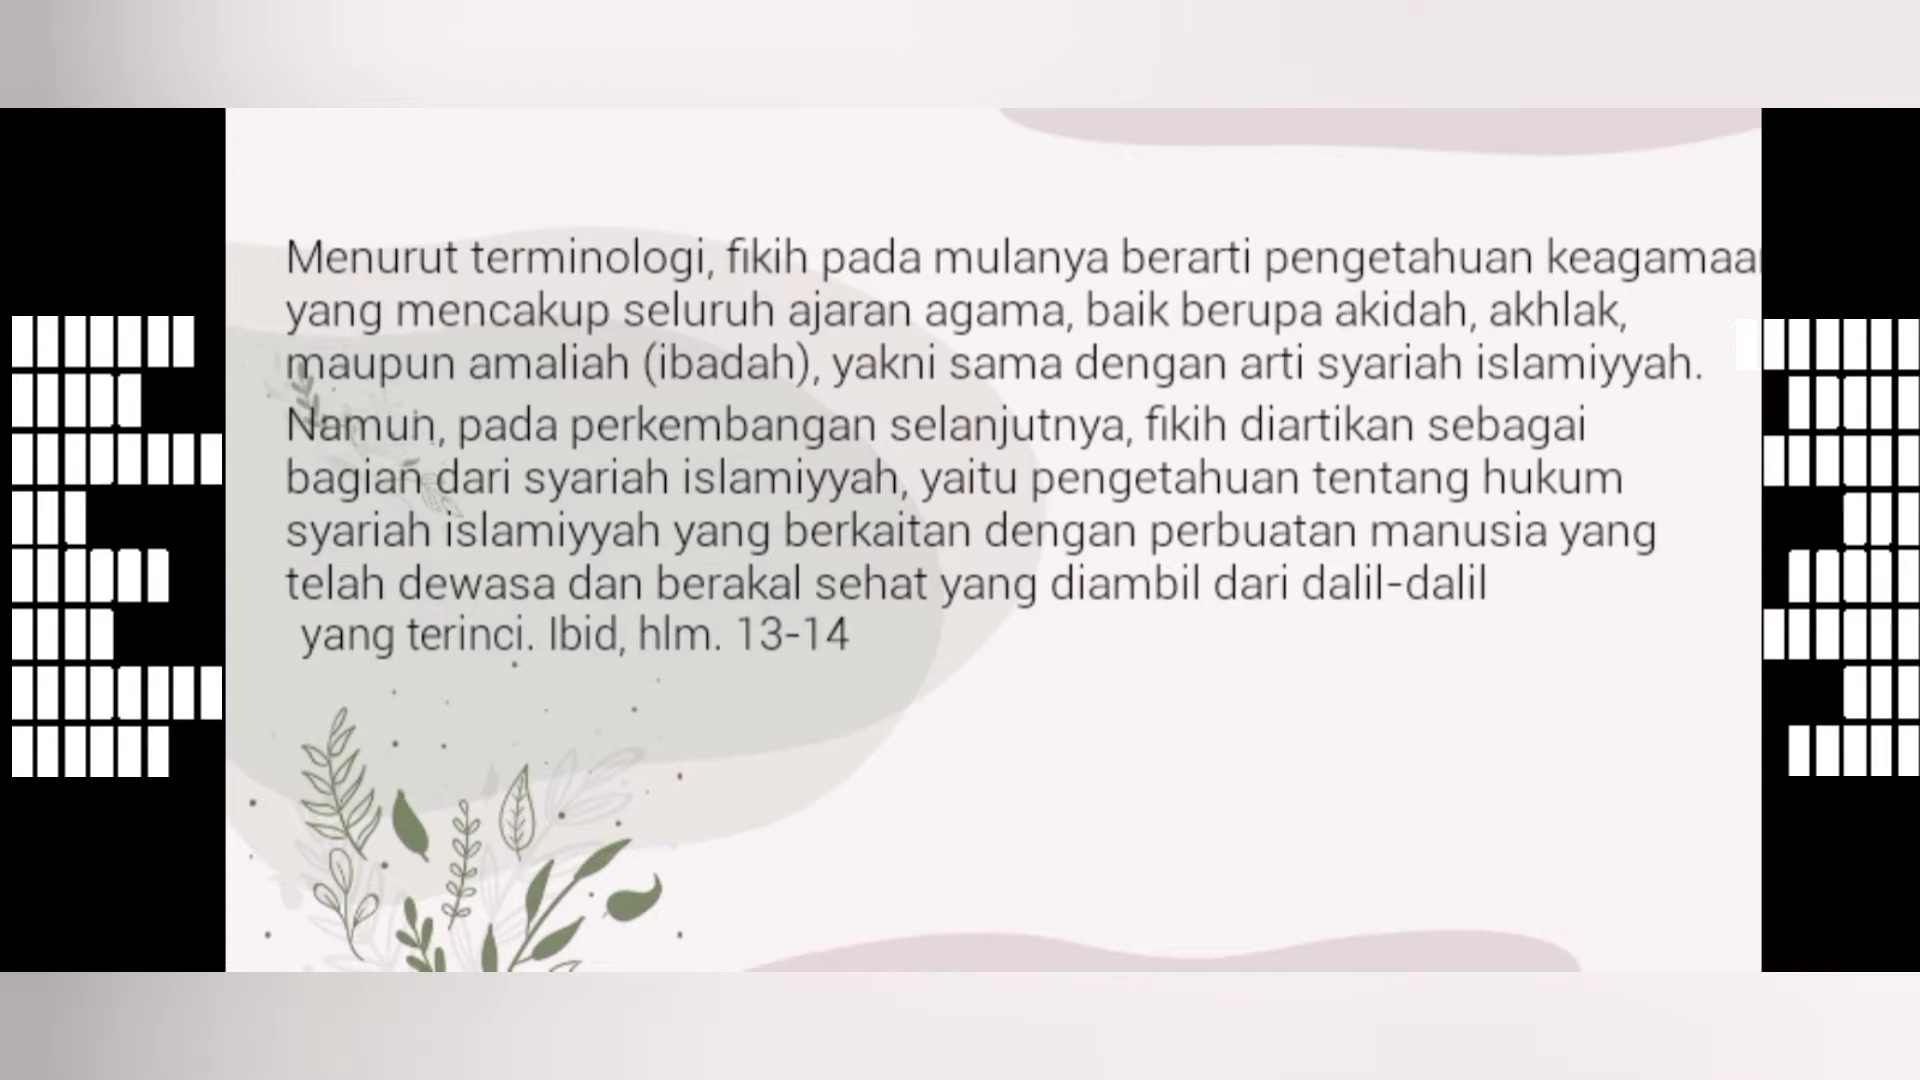 Menurut terminologi, fikih pada mulanya berarti pengetahuan keagamaan
yang mencakup seluruh ajaran agama, baik berupa akidah, akhlak,
maupun amaliah (ibadah), yakni sama dengan arti syariah islamiyyah.
Namun, pada perkembangan selanjutnya, fikih diartikan sebagai
bagian dari syariah islamiyyah, yaitu pengetahuan tentang hukum
syariah islamiyyah yang berkaitan dengan perbuatan manusia yang
telah dewasa dan berakal sehat yang diambil dari dalil-dalil
yang terinci. Ibid, hlm. 13-14